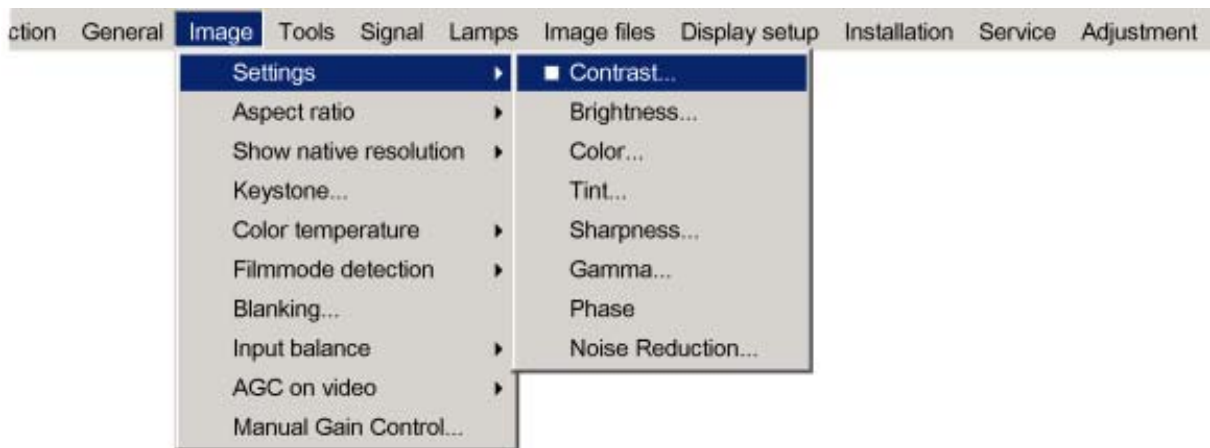 ction General Image Tools Signal Lamps Image files Display setup Installation Service Adjustment
Settings
Aspect ratio
Show native resolution
Keystone...
Color temperature
Filmmode detection
Blanking...
Input balance
AGC on video
Manual Gain Control...
Contrast...
Brightness...
Color...
Tint...
Sharpness...
Gamma...
Phase
Noise Reduction...